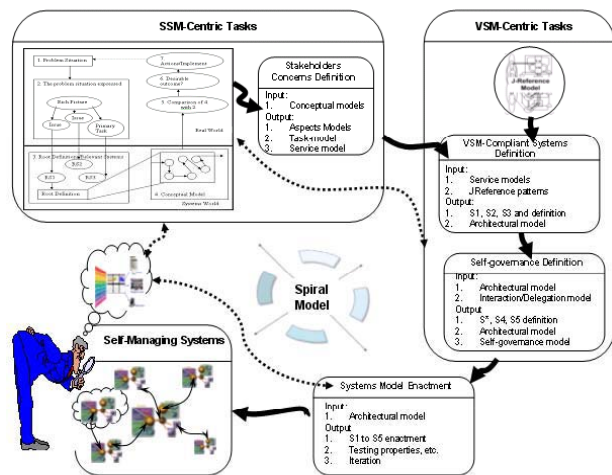 SSM-Centric Tasks
1. Problem Situation
2. The problem situation expressed
Rich Picture
Issue
Issue
Primary
Task
7.
Action/Implement
6. Desirable
outcome?
5. Comparison of 4
with 2
Real World
3. Root Definition/Relevant Systems
RS2
RS1
RS3
Root Definition
4. Conceptual Model
Systems World
Stakeholders
Concerns Definition
Input:
1. Conceptual models
Output:
1. Aspects Models
2. Task model
3. Service model
VSM-Centric Tasks
J-Reference
Model
VSM-Compliant Systems
Definition
Input:
1. Service models
2. JReference patterns
Output:
1. S1, S2, S3 and definition
2. Architectural model
Self-governance Definition
Input:
1. Architectural model
2. Interaction/Delegation model
Output
1. S*, S4, S5 definition
2. Architectural model
3. Self-governance model
Spiral
Model
Self-Managing Systems
Systems Model Enactment
Input:
1. Architectural model
Output
1. S1 to S5 enactment
2. Testing properties, etc.
3. Iteration